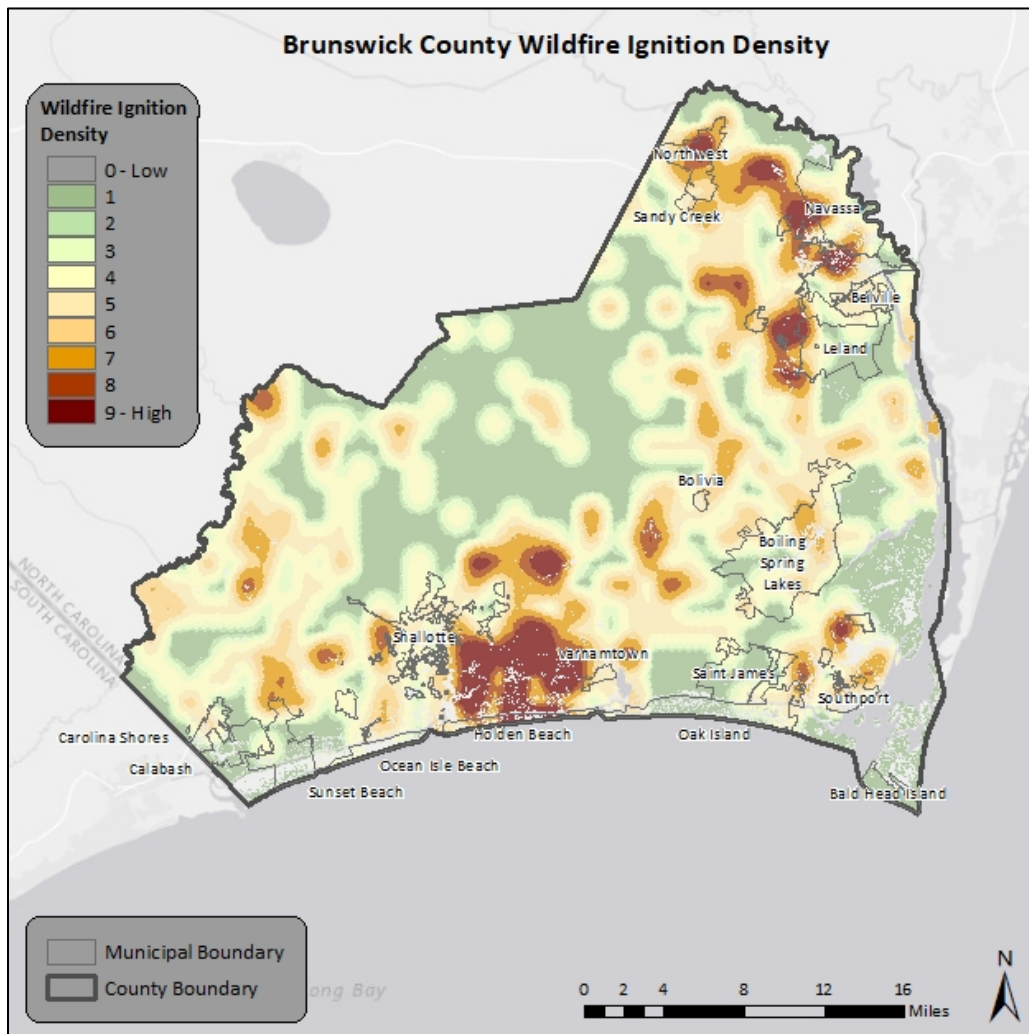 Brunswick County Wildfire Ignition Density
Wildfire Ignition
Density
0 - Low
1
2
3
4
5
6
7
8
9 - High
Northwest
Sandy Creek
Navassa
Belville
Leland
Bolivia
Boiling
Spring
Lakes
NORTH CAROLINA
SOUTH CAROLINA
Shallotte
Varnamtown
Saint James
Southport
Carolina Shores
Calabash
Holden Beach
Oak Island
Ocean Isle Beach
Sunset Beach
Bald Head Island
Municipal Boundary
County Boundary
ong Bay
N
0 2 4 8 12 16
Miles